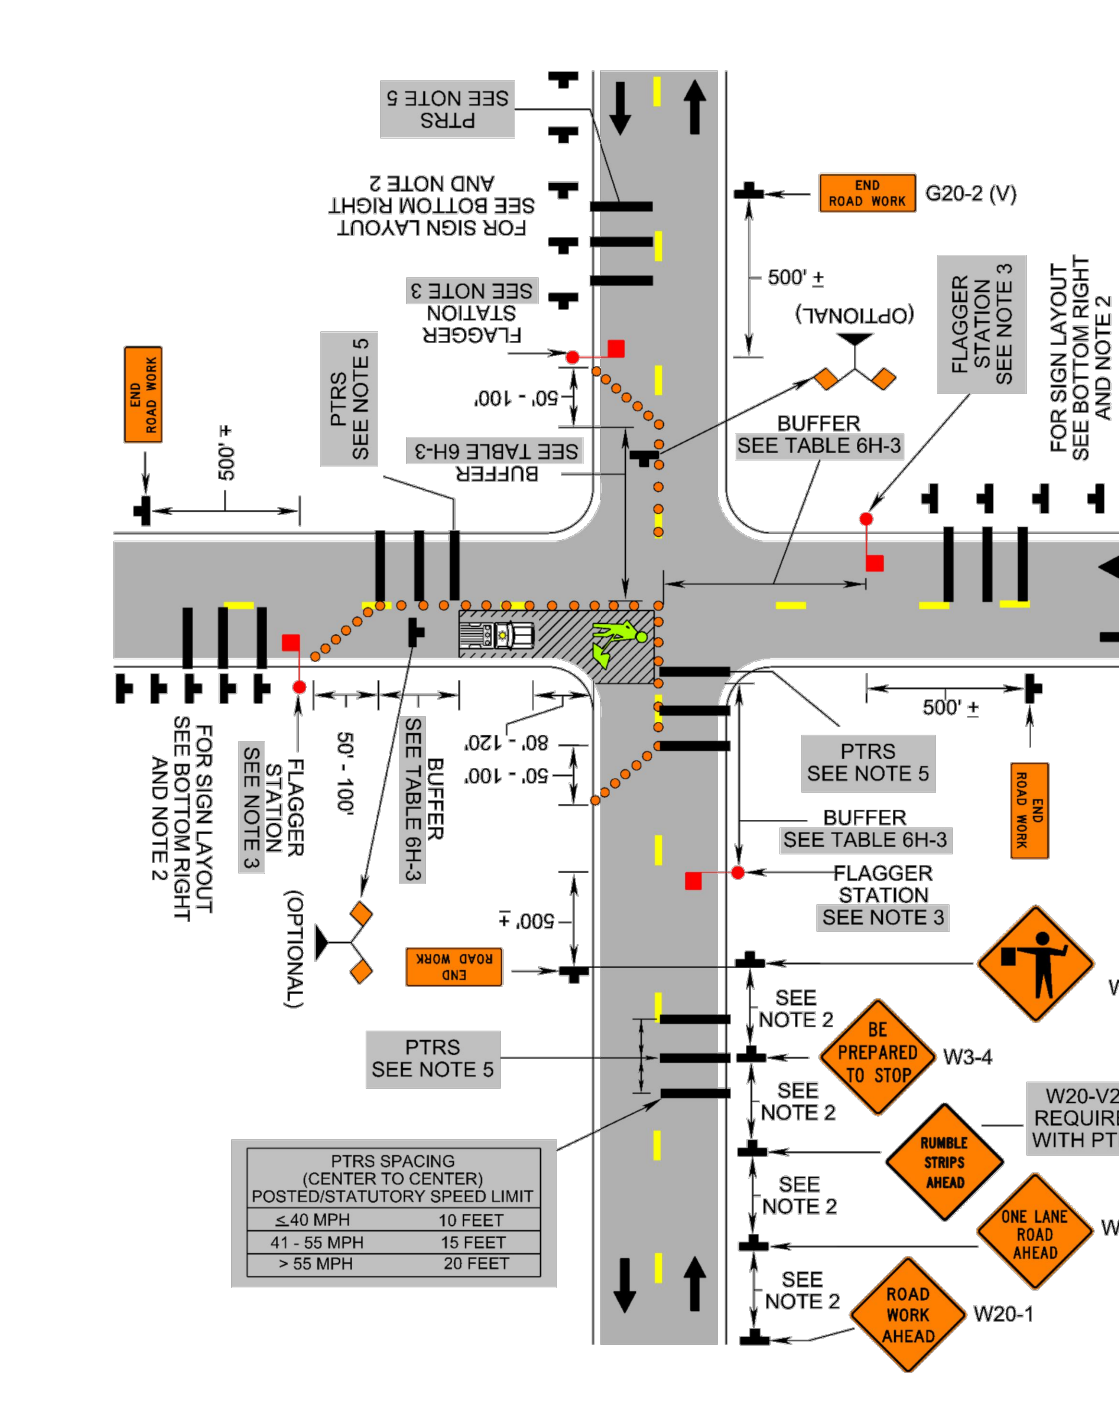 PTRS
SEE NOTE 5
FOR SIGN LAYOUT
SEE BOTTOM RIGHT
AND NOTE 2
FLAGGER
STATION
SEE NOTE 3
50' - 100'
BUFFER
SEE TABLE 6H-3
END
ROAD WORK
G20-2 (V)
500' ±
(OPTIONAL)
BUFFER
SEE TABLE 6H-3
FLAGGER
STATION
SEE NOTE 3
FOR SIGN LAYOUT
SEE BOTTOM RIGHT
AND NOTE 2
END
ROAD WORK
500' ±
PTRS
SEE NOTE 5
500' ±
END
ROAD WORK
FOR SIGN LAYOUT
SEE BOTTOM RIGHT
AND NOTE 2
FLAGGER
STATION
SEE NOTE 3
50' - 100'
BUFFER
SEE TABLE 6H-3
(OPTIONAL)
80' - 120'
50' - 100'
500' ±
END
ROAD WORK
PTRS
SEE NOTE 5
BUFFER
SEE TABLE 6H-3
FLAGGER
STATION
SEE NOTE 3
W
SEE
NOTE 2
BE
PREPARED
TO STOP
W3-4
PTRS
SEE NOTE 5
SEE
NOTE 2
W20-V2
REQUIRE
WITH PT
RUMBLE
STRIPS
AHEAD
SEE
NOTE 2
ONE LANE
ROAD
AHEAD
W
SEE
NOTE 2
ROAD
WORK
AHEAD
W20-1
PTRS SPACING
(CENTER TO CENTER)
POSTED/STATUTORY SPEED LIMIT
≤ 40 MPH 10 FEET
41 - 55 MPH 15 FEET
> 55 MPH 20 FEET